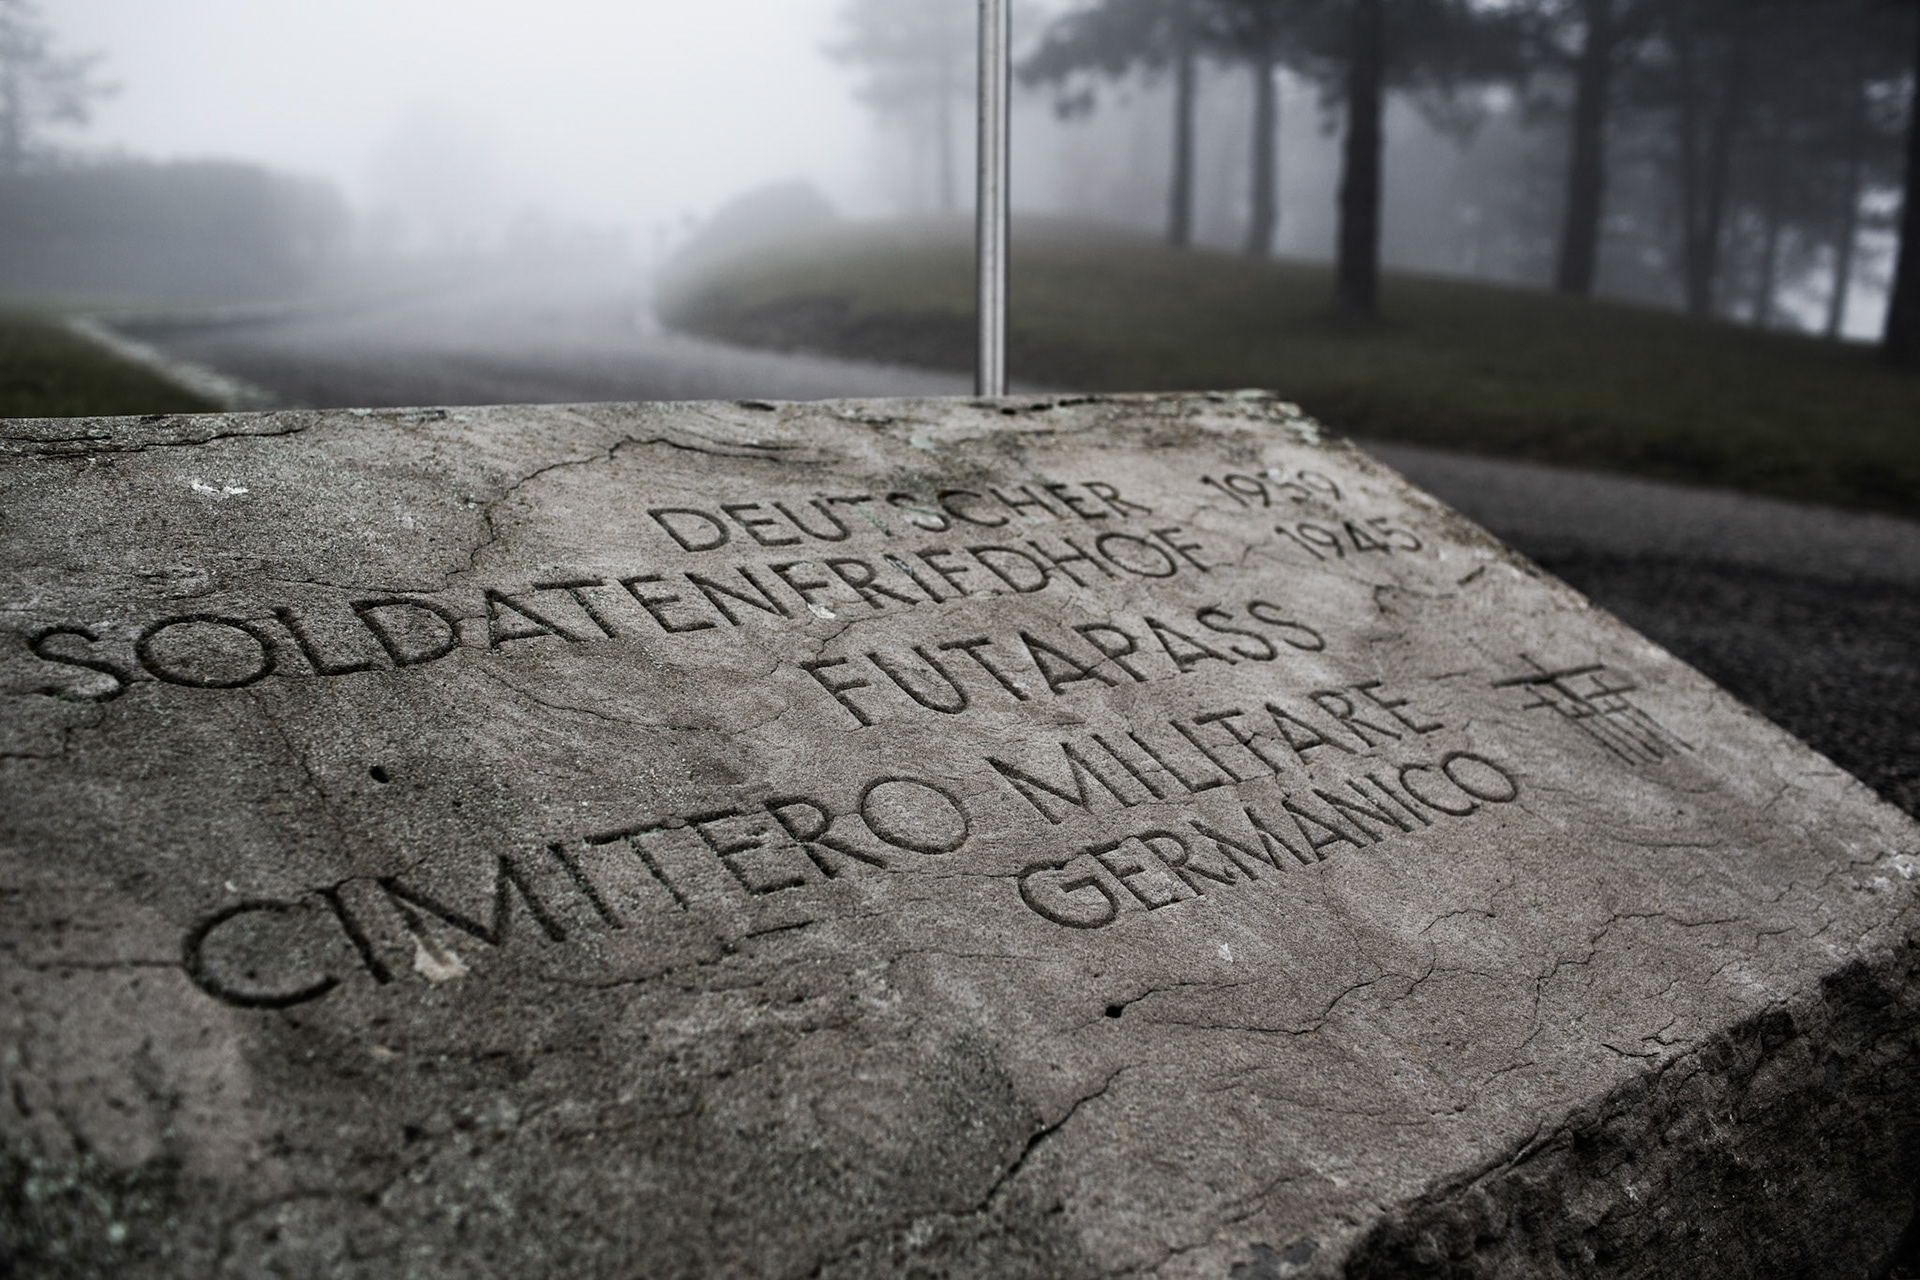 DEUTSCHER 1939
SOLDATENFRIEDHOF 1945
FUTAPASS
CIMITERO MILITARE
GERMANICO